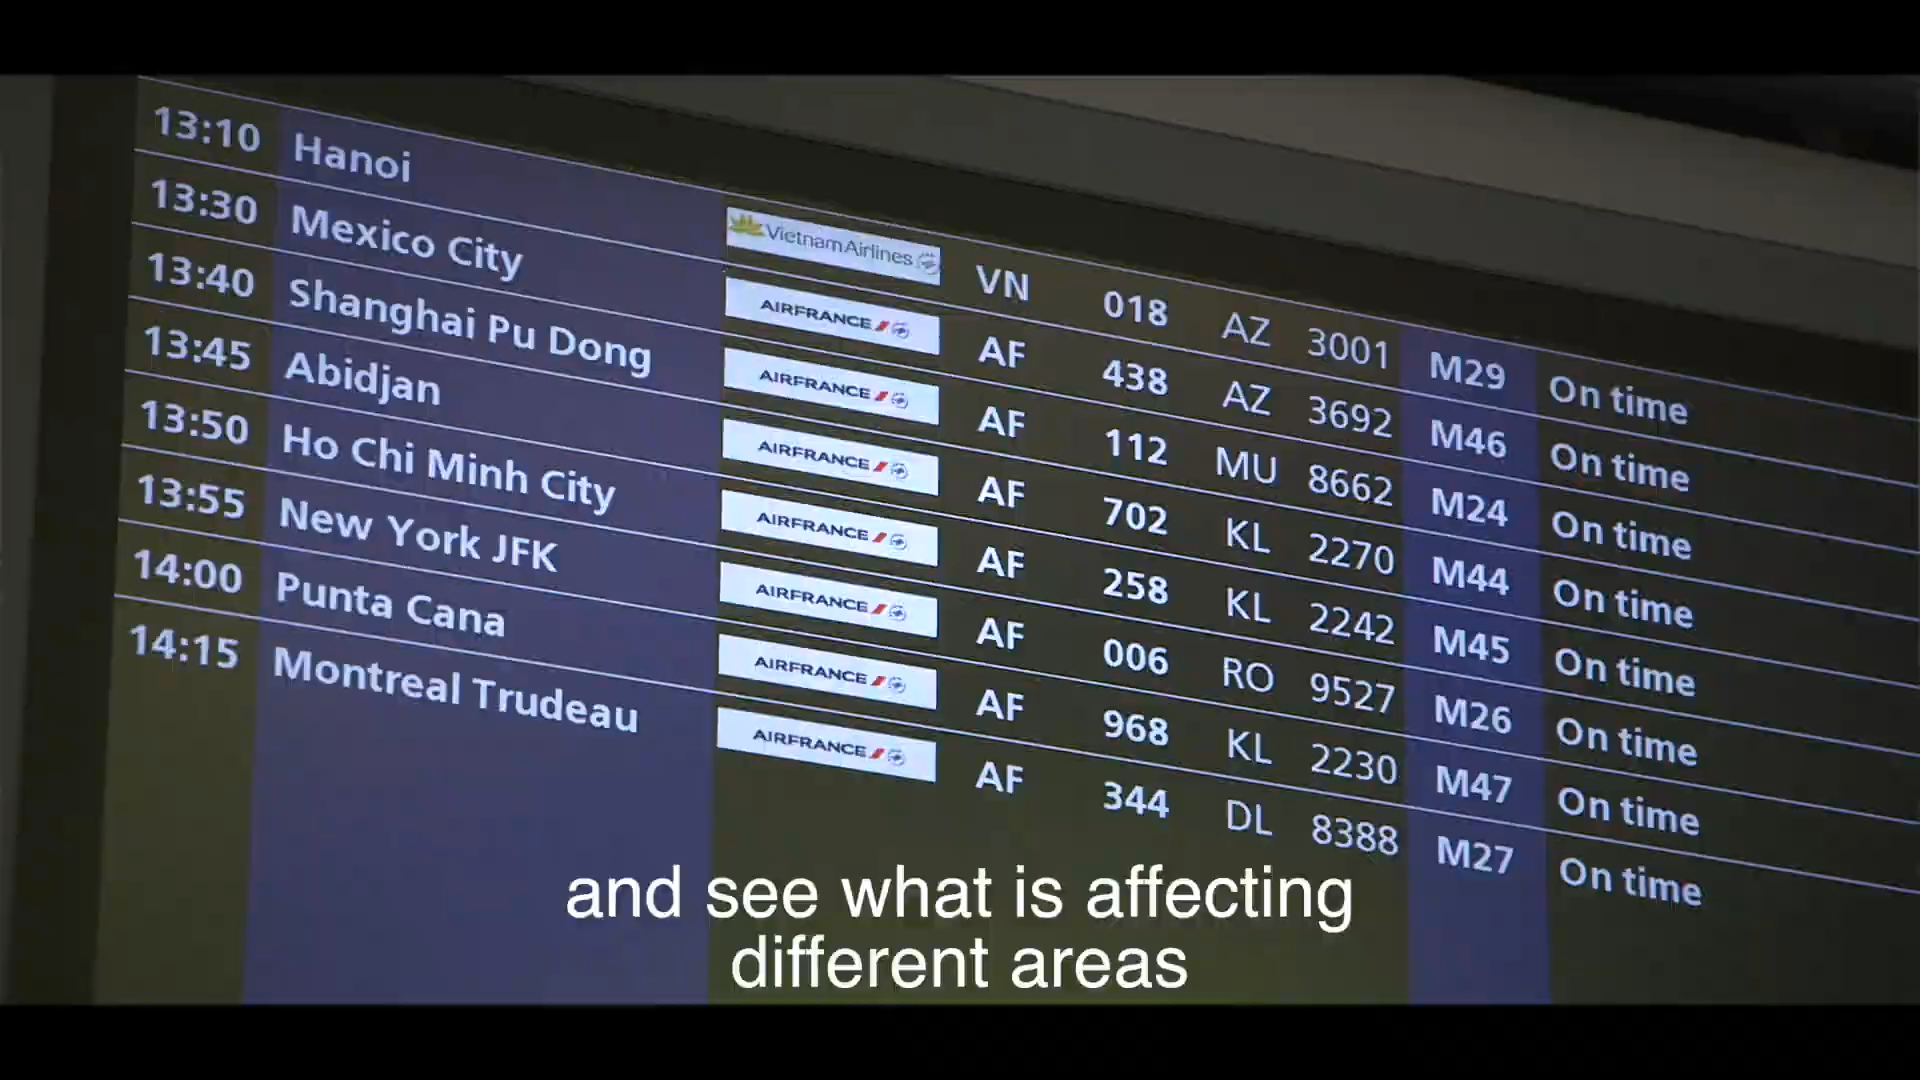 13:10 Hanoi VietnamAirlines VN 018 AZ 3001 M29 On time
13:30 Mexico City AIRFRANCE AF 438 AZ 3692 M46 On time
13:40 Shanghai Pu Dong AIRFRANCE AF 112 MU 8662 M24 On time
13:45 Abidjan AIRFRANCE AF 702 KL 2270 M44 On time
13:50 Ho Chi Minh City AIRFRANCE AF 258 KL 2242 M45 On time
13:55 New York JFK AIRFRANCE AF 006 RO 9527 M26 On time
14:00 Punta Cana AIRFRANCE AF 968 KL 2230 M47 On time
14:15 Montreal Trudeau AIRFRANCE AF 344 DL 8388 M27 On time
and see what is affecting
different areas